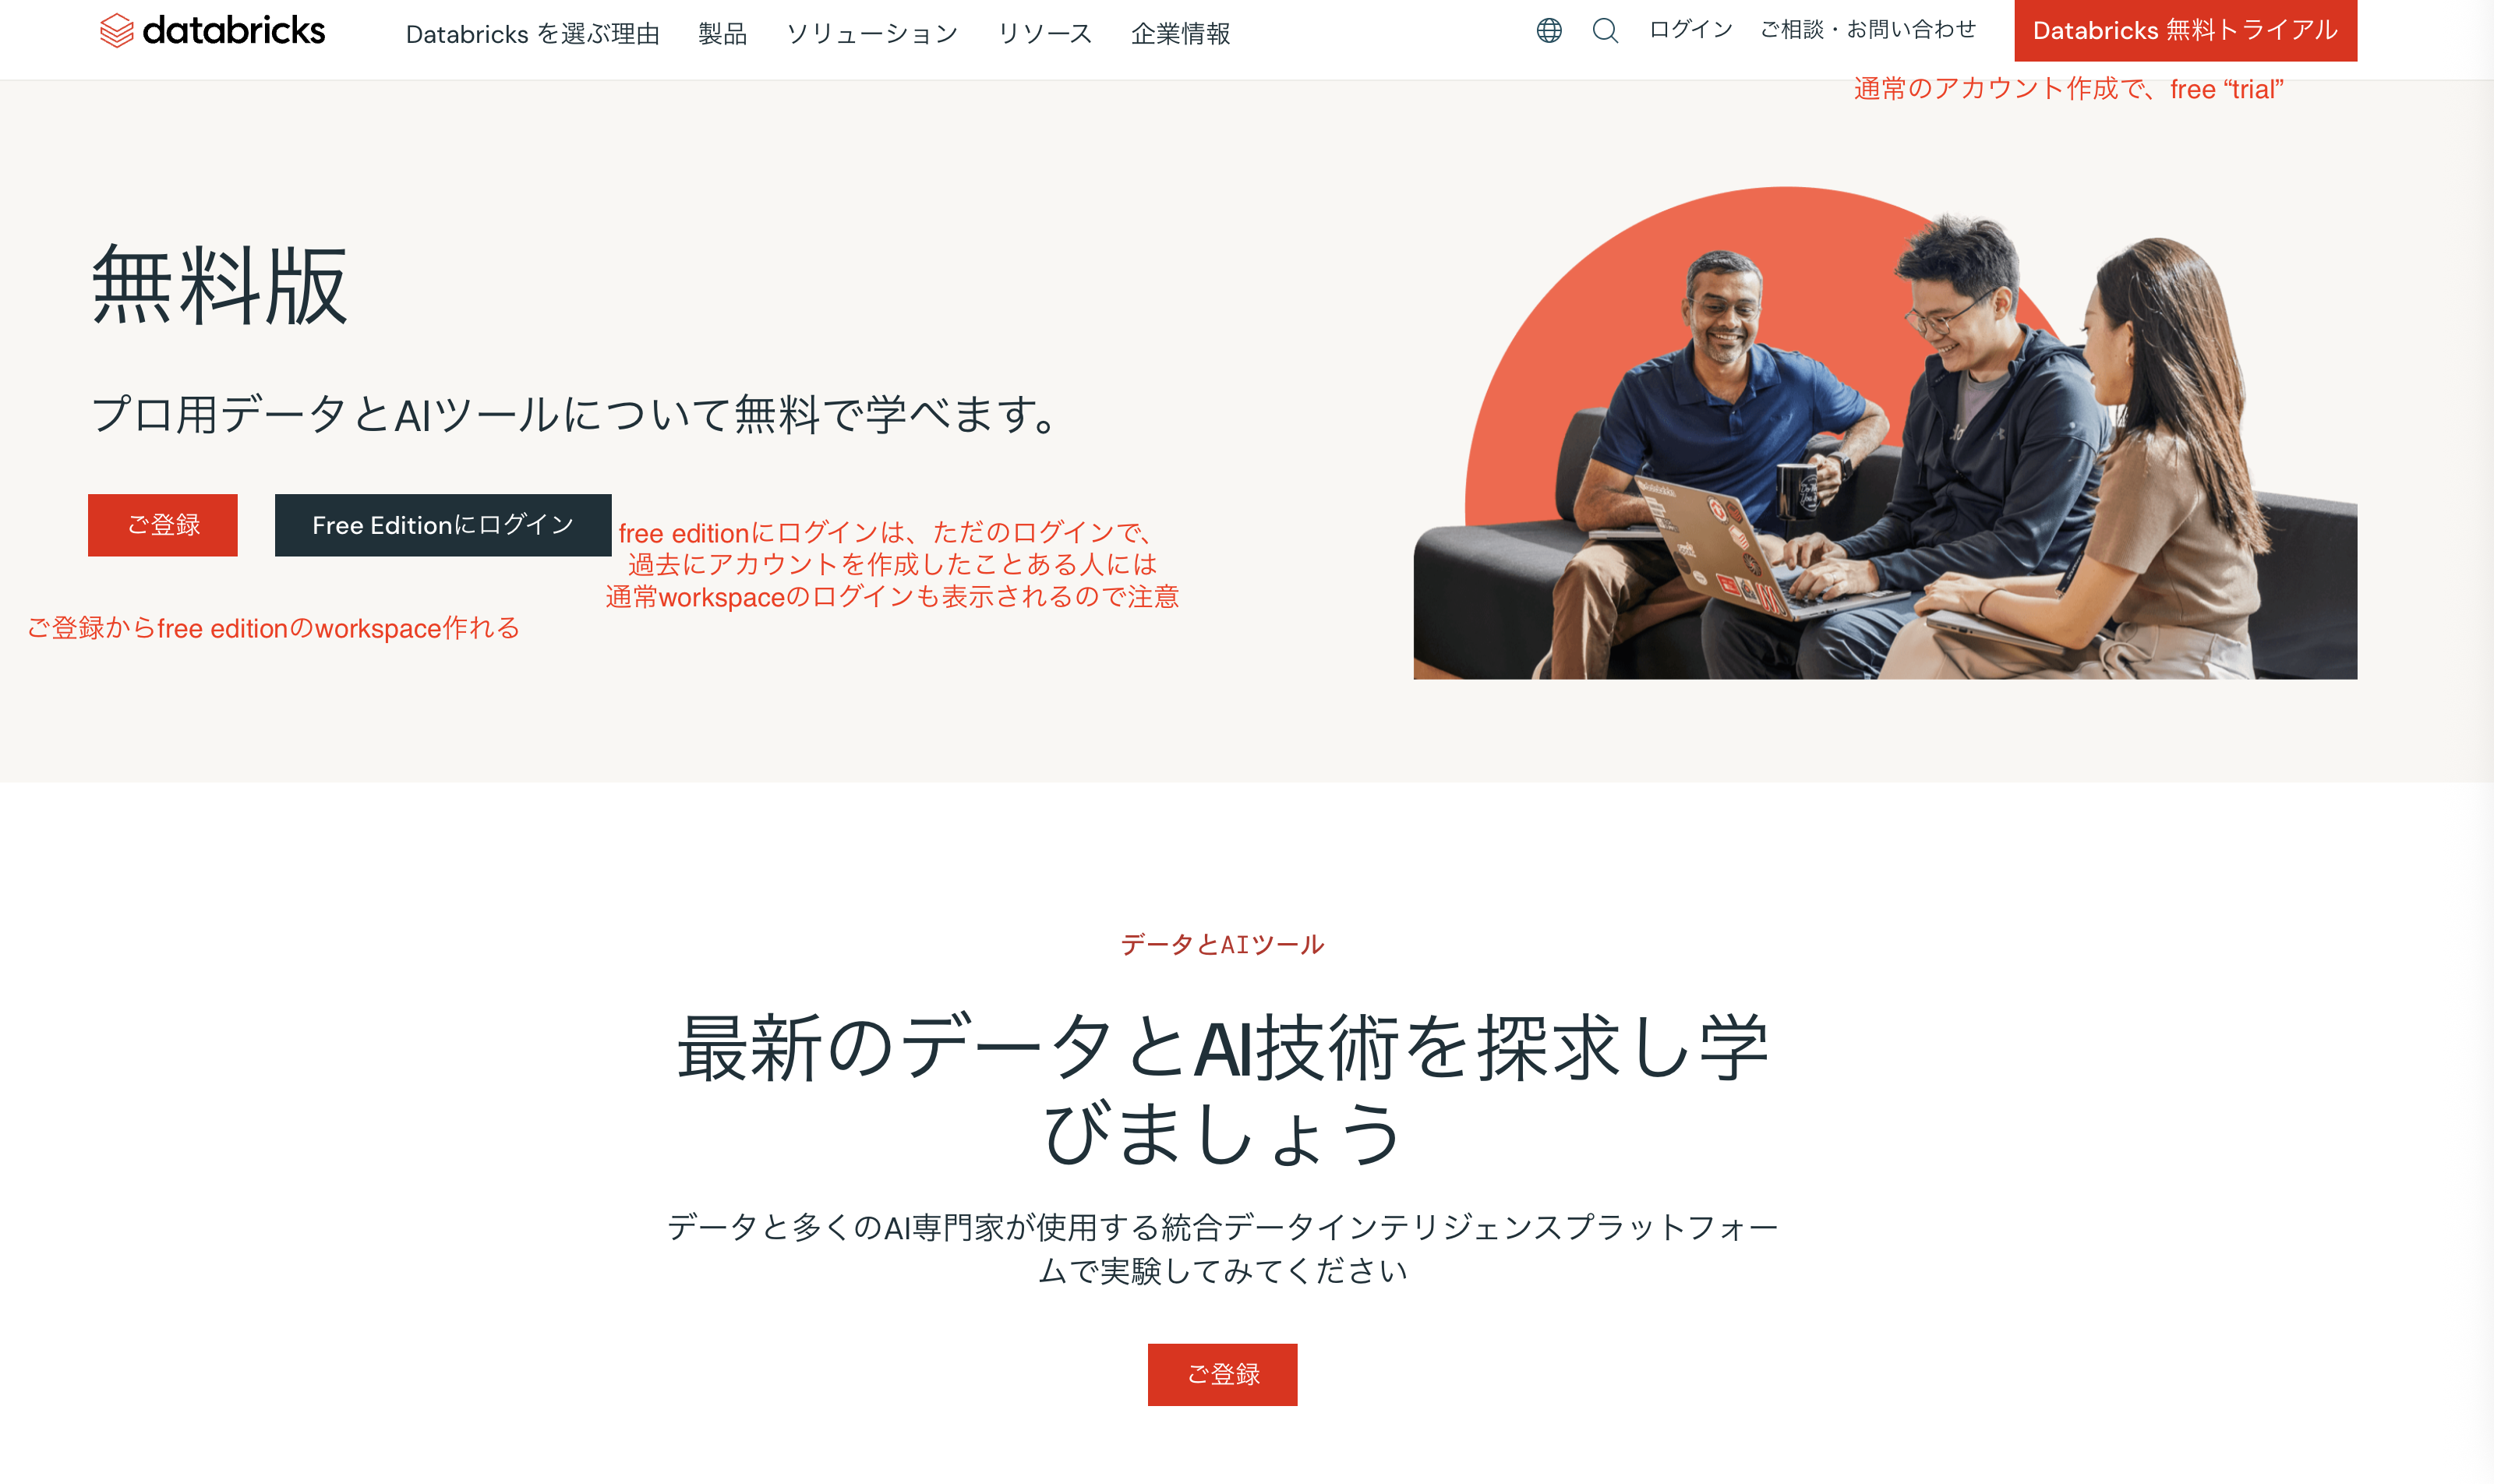 databricks
Databricks を選ぶ理由 製品 ソリューション リソース 企業情報 ログイン ご相談・お問い合わせ Databricks 無料トライアル
通常のアカウント作成で、free “trial”
無料版
プロ用データとAIツールについて無料で学べます。
ご登録 Free Editionにログイン
free editionにログインは、ただのログインで、
過去にアカウントを作成したことある人には
通常workspaceのログインも表示されるので注意
ご登録からfree editionのworkspace作れる
データとAIツール
最新のデータとAI技術を探求し学
びましょう
データと多くのAI専門家が使用する統合データインテリジェンスプラットフォー
ムで実験してみてください
ご登録